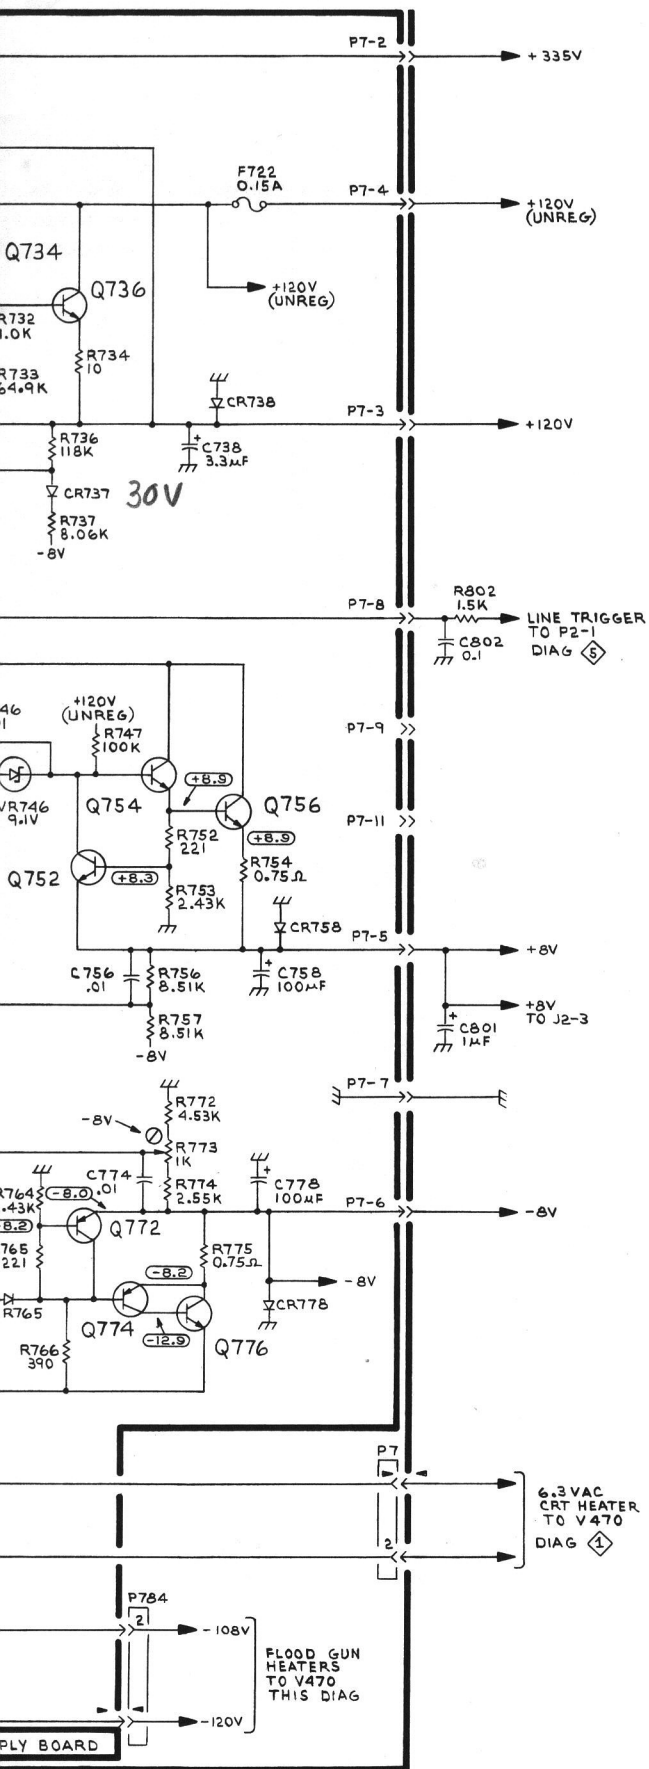 P7-2
+ 335V
F722
0.15A
P7-4
+120V
(UNREG)
Q734
+120V
(UNREG)
Q736
R732
1.0K
R734
10
R733
64.9K
CR738
P7-3
+120V
R736
118K
+
C738
3.3µF
CR737
30V
R737
8.06K
-8V
P7-8
R802
1.5K
LINE TRIGGER
TO P2-1
DIAG 5
C802
0.1
+120V
(UNREG)
46
R747
100K
P7-9
+8.9
VR746
9.1V
Q754
Q756
P7-11
R752
221
+8.9
Q752
+8.3
R754
0.75Ω
R753
2.43K
CR758
P7-5
+8V
C756
.01
R756
8.51K
+
C758
100µF
+8V
TO J2-3
R757
8.51K
+
C801
1µF
-8V
P7-7
R772
4.53K
-8V
R773
1K
C774
.01
R774
2.55K
+
C778
100µF
R764
.43K
-8.0
P7-6
-8V
8.2
Q772
765
221
R775
0.75Ω
-8.2
-8V
R765
CR778
Q774
-12.9
Q776
R766
390
P7
6.3VAC
CRT HEATER
TO V470
DIAG 1
2
P784
2
-108V
FLOOD GUN
HEATERS
TO V470
THIS DIAG
-120V
PLY BOARD